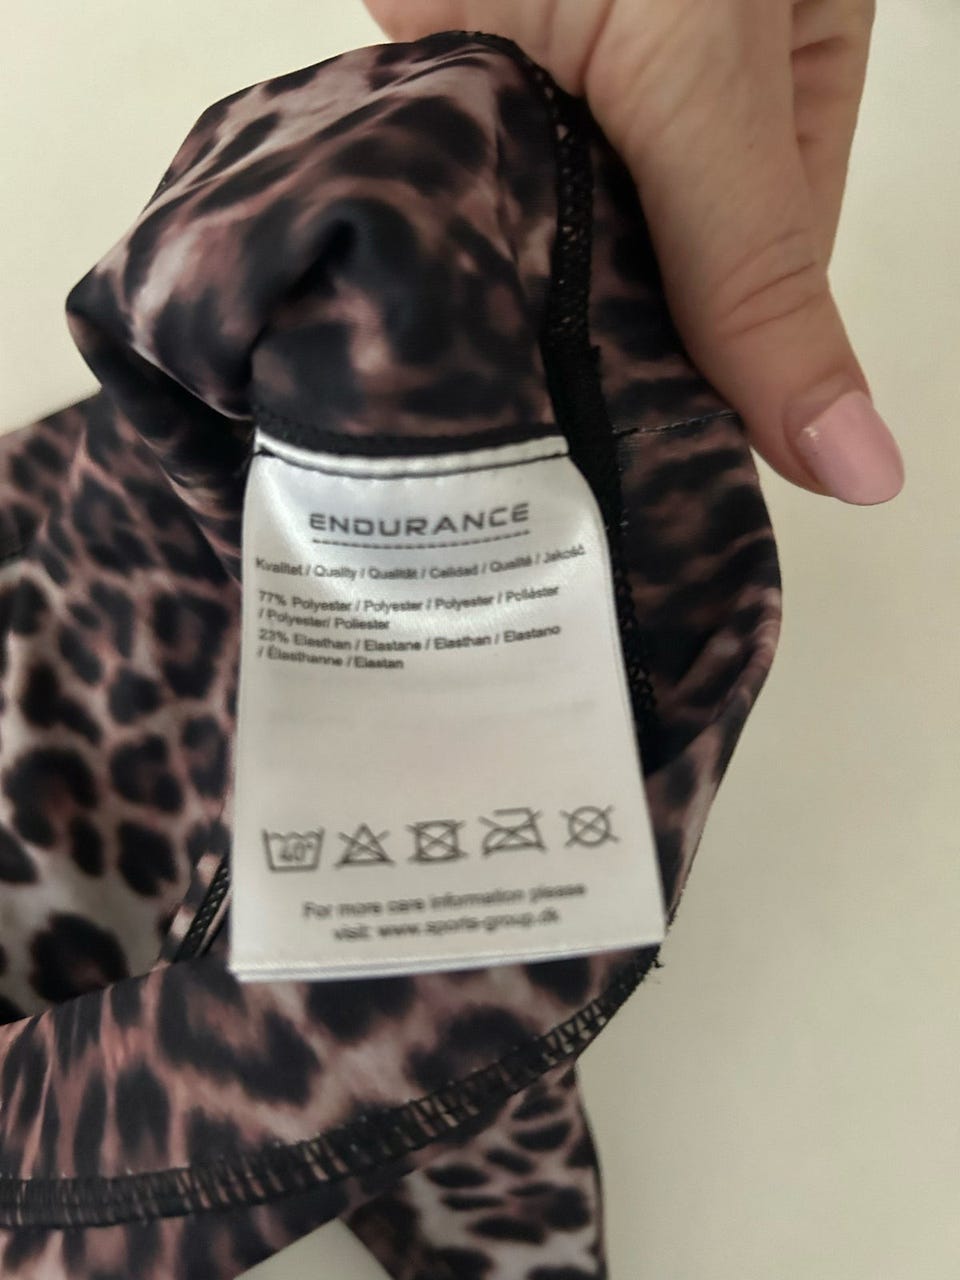 ENDURANCE
Kvalitet / Quality / Qualität / Calidad / Qualité / Jakość
77% Polyester / Polyester / Polyester / Poliéster
/ Polyester/ Poliester
23% Elasthan / Elastane / Elasthan / Elastano
/ Élasthanne / Elastan
40°
For more care information please
visit: www.sports-group.dk